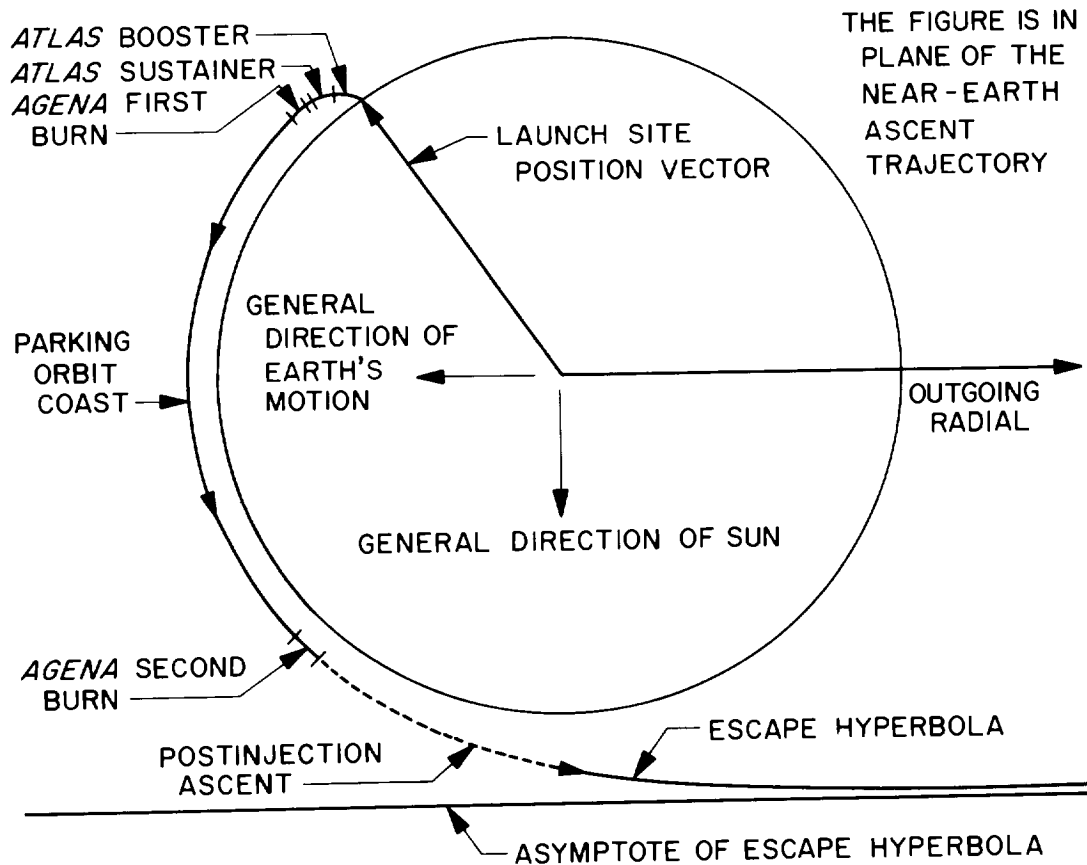 ATLAS BOOSTER
ATLAS SUSTAINER
AGENA FIRST
BURN
THE FIGURE IS IN
PLANE OF THE
NEAR-EARTH
ASCENT
TRAJECTORY
LAUNCH SITE
POSITION VECTOR
GENERAL
DIRECTION OF
EARTH'S
MOTION
PARKING
ORBIT
COAST
OUTGOING
RADIAL
GENERAL DIRECTION OF SUN
AGENA SECOND
BURN
POSTINJECTION
ASCENT
ESCAPE HYPERBOLA
ASYMPTOTE OF ESCAPE HYPERBOLA